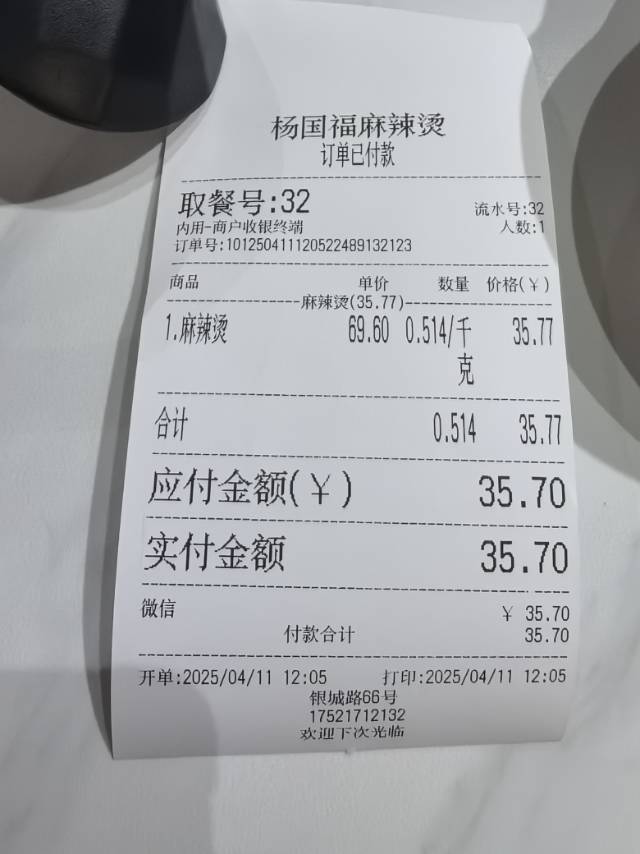 杨国福麻辣烫
订单已付款
取餐号:32 流水号:32
内用-商户收银终端 人数:1
订单号:101250411120522489132123
商品 单价 数量 价格(￥)
麻辣烫(35.77)
1.麻辣烫 69.60 0.514/千 35.77
克
合计 0.514 35.77
应付金额(￥) 35.70
实付金额 35.70
微信 ￥ 35.70
付款合计 35.70
开单:2025/04/11 12:05 打印:2025/04/11 12:05
银城路66号
17521712132
欢迎下次光临